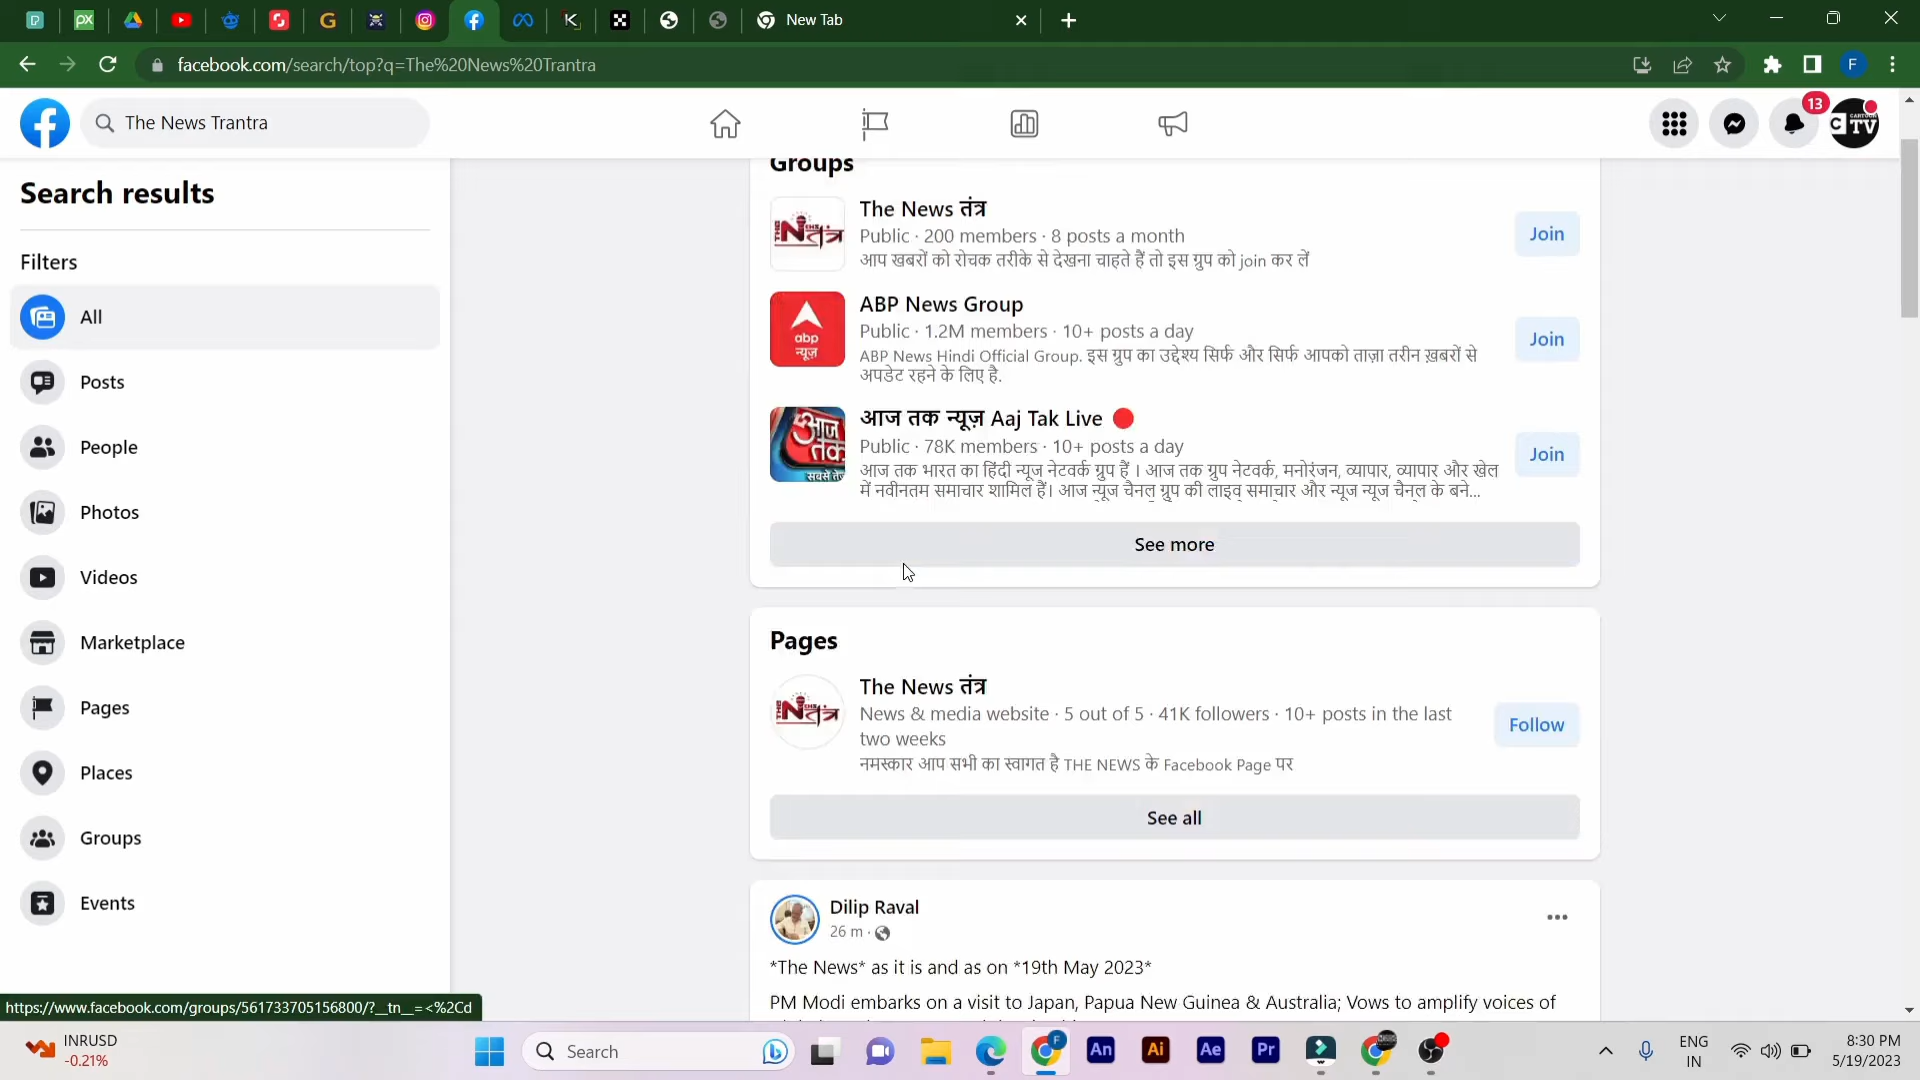 New Tab
facebook.com/search/top?q=The%20News%20Trantra
F
The News Trantra
13
CARTOON
C TV
Search results
Filters
All
Posts
People
Photos
Videos
Marketplace
Pages
Places
Groups
Events
Groups
The News तंत्र
Public · 200 members · 8 posts a month
आप खबरों को रोचक तरीके से देखना चाहते हैं तो इस ग्रुप को join कर लें
Join
ABP News Group
Public · 1.2M members · 10+ posts a day
ABP News Hindi Official Group. इस ग्रुप का उद्देश्य सिर्फ और सिर्फ आपको ताज़ा तरीन ख़बरों से
अपडेट रहने के लिए है.
Join
abp
न्यूज़
आज तक न्यूज़ Aaj Tak Live
Public · 78K members · 10+ posts a day
आज तक भारत का हिंदी न्यूज नेटवर्क ग्रुप हैं । आज तक ग्रुप नेटवर्क, मनोरंजन, व्यापार, व्यापार और खेल
में नवीनतम समाचार शामिल हैं। आज न्यूज चैनल ग्रुप की लाइव समाचार और न्यूज न्यूज चैनल के बने...
Join
आज
तक
See more
Pages
The News तंत्र
News & media website · 5 out of 5 · 41K followers · 10+ posts in the last
two weeks
नमस्कार आप सभी का स्वागत है THE NEWS के Facebook Page पर
Follow
See all
Dilip Raval
26 m ·
*The News* as it is and as on *19th May 2023*
PM Modi embarks on a visit to Japan, Papua New Guinea & Australia; Vows to amplify voices of
https://www.facebook.com/groups/561733705156800/?__tn__=<%2Cd
INRUSD
-0.21%
Search
An
Ai
Ae
Pr
ENG
IN
8:30 PM
5/19/2023